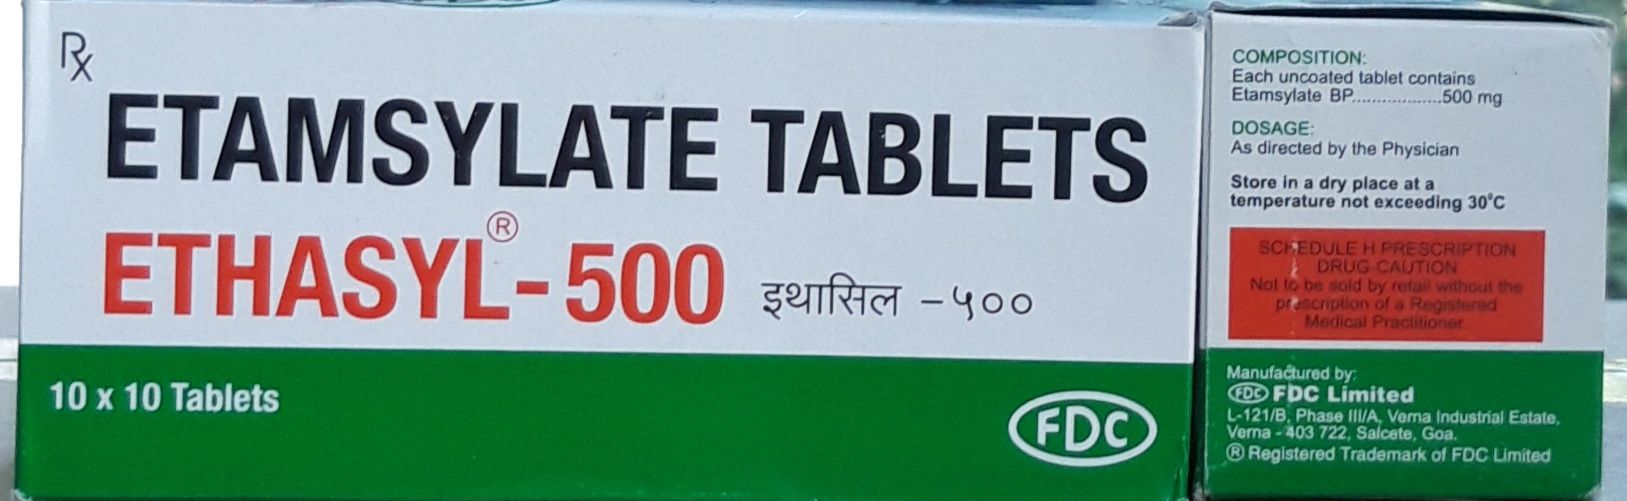 Rx
ETAMSYLATE TABLETS
ETHASYL®-500 इथासिल -५००
10 x 10 Tablets
FDC
COMPOSITION:
Each uncoated tablet contains
Etamsylate BP...................500 mg
DOSAGE:
As directed by the Physician
Store in a dry place at a
temperature not exceeding 30°C
SCHEDULE H PRESCRIPTION
DRUG CAUTION
Not to be sold by retail without the
prescription of a Registered
Medical Practitioner.
Manufactured by:
FDC FDC Limited
L-121/B, Phase III/A, Verna Industrial Estate,
Verna - 403 722, Salcete, Goa.
® Registered Trademark of FDC Limited